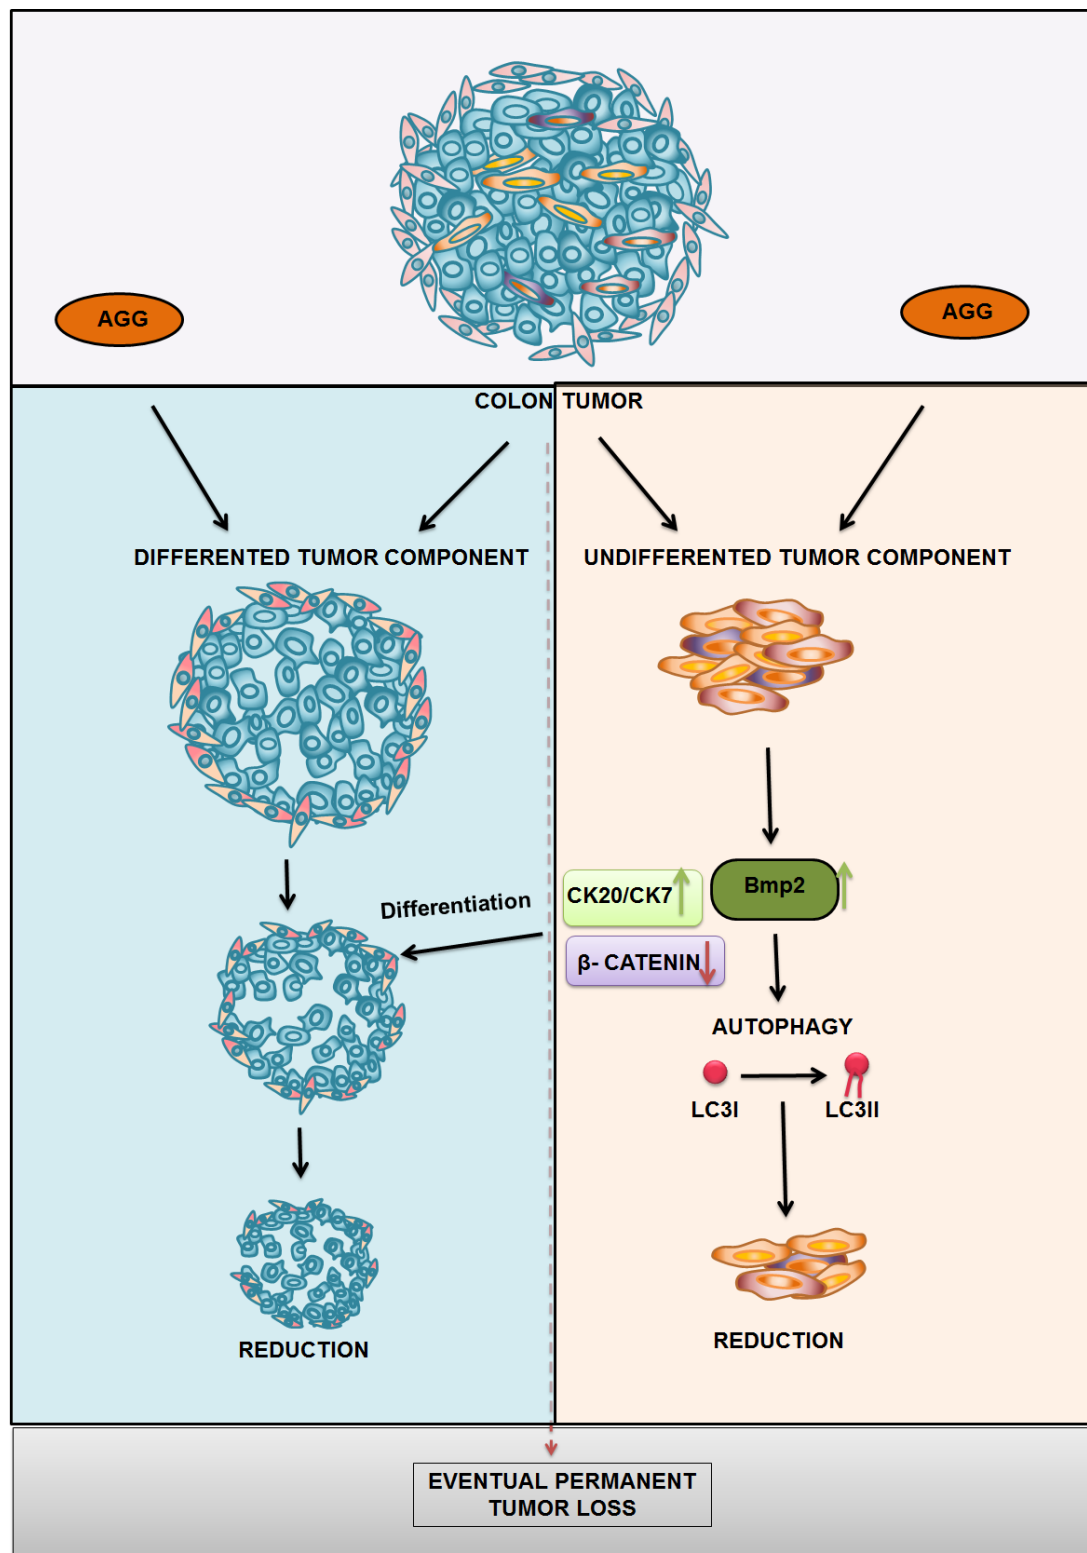 AGG
AGG
COLON TUMOR
DIFFERENTED TUMOR COMPONENT
UNDIFFERENTED TUMOR COMPONENT
Differentiation
CK20/CK7
Bmp2
β- CATENIN
AUTOPHAGY
LC3I
LC3II
REDUCTION
REDUCTION
EVENTUAL PERMANENT
TUMOR LOSS